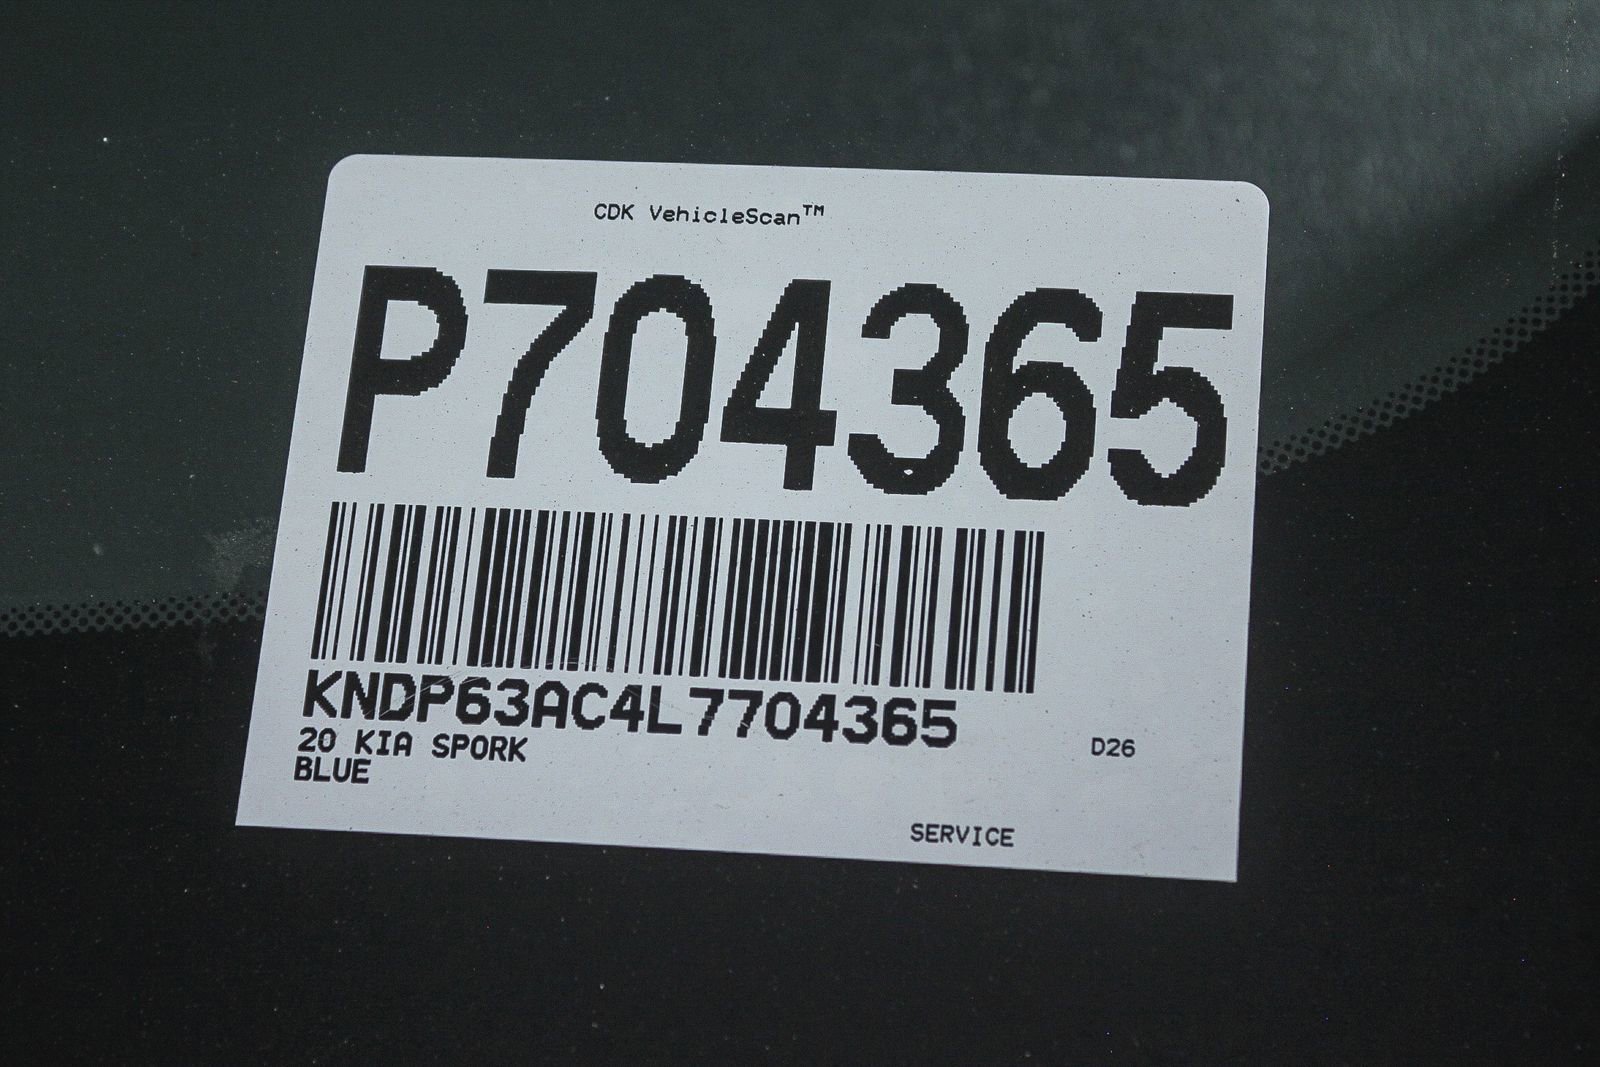 CDK VehicleScan™
P704365
KNDP63AC4L7704365
20 KIA SPORK
BLUE
D26
SERVICE